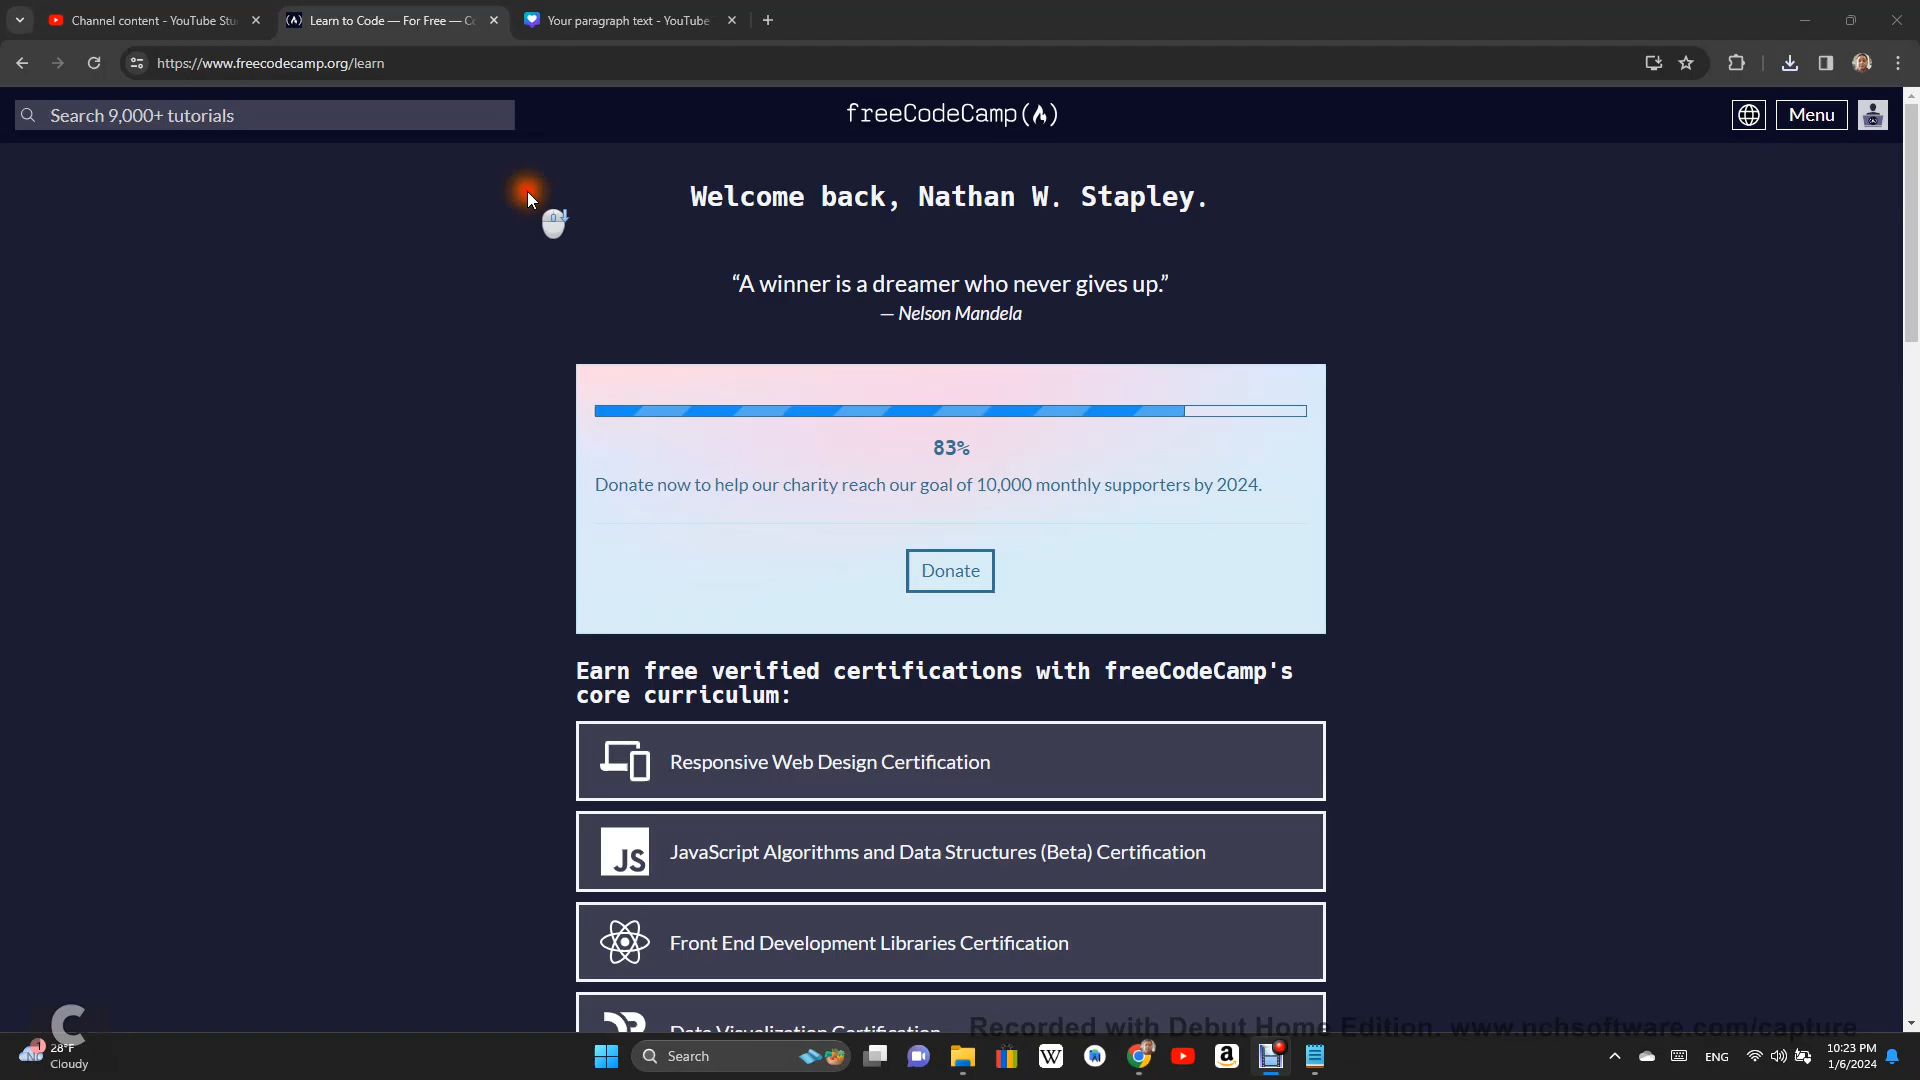 Channel content - YouTube Stu
Learn to Code — For Free — Co
Your paragraph text - YouTube
https://www.freecodecamp.org/learn
Search 9,000+ tutorials
freeCodeCamp
Menu
Welcome back, Nathan W. Stapley.
“A winner is a dreamer who never gives up.”
— Nelson Mandela
83%
Donate now to help our charity reach our goal of 10,000 monthly supporters by 2024.
Donate
Earn free verified certifications with freeCodeCamp's
core curriculum:
Responsive Web Design Certification
JS
JavaScript Algorithms and Data Structures (Beta) Certification
Front End Development Libraries Certification
Data Visualization Certification
Recorded with Debut Home Edition. www.nchsoftware.com/capture
C
1
28°F
Cloudy
Search
W
a
ENG
10:23 PM
1/6/2024